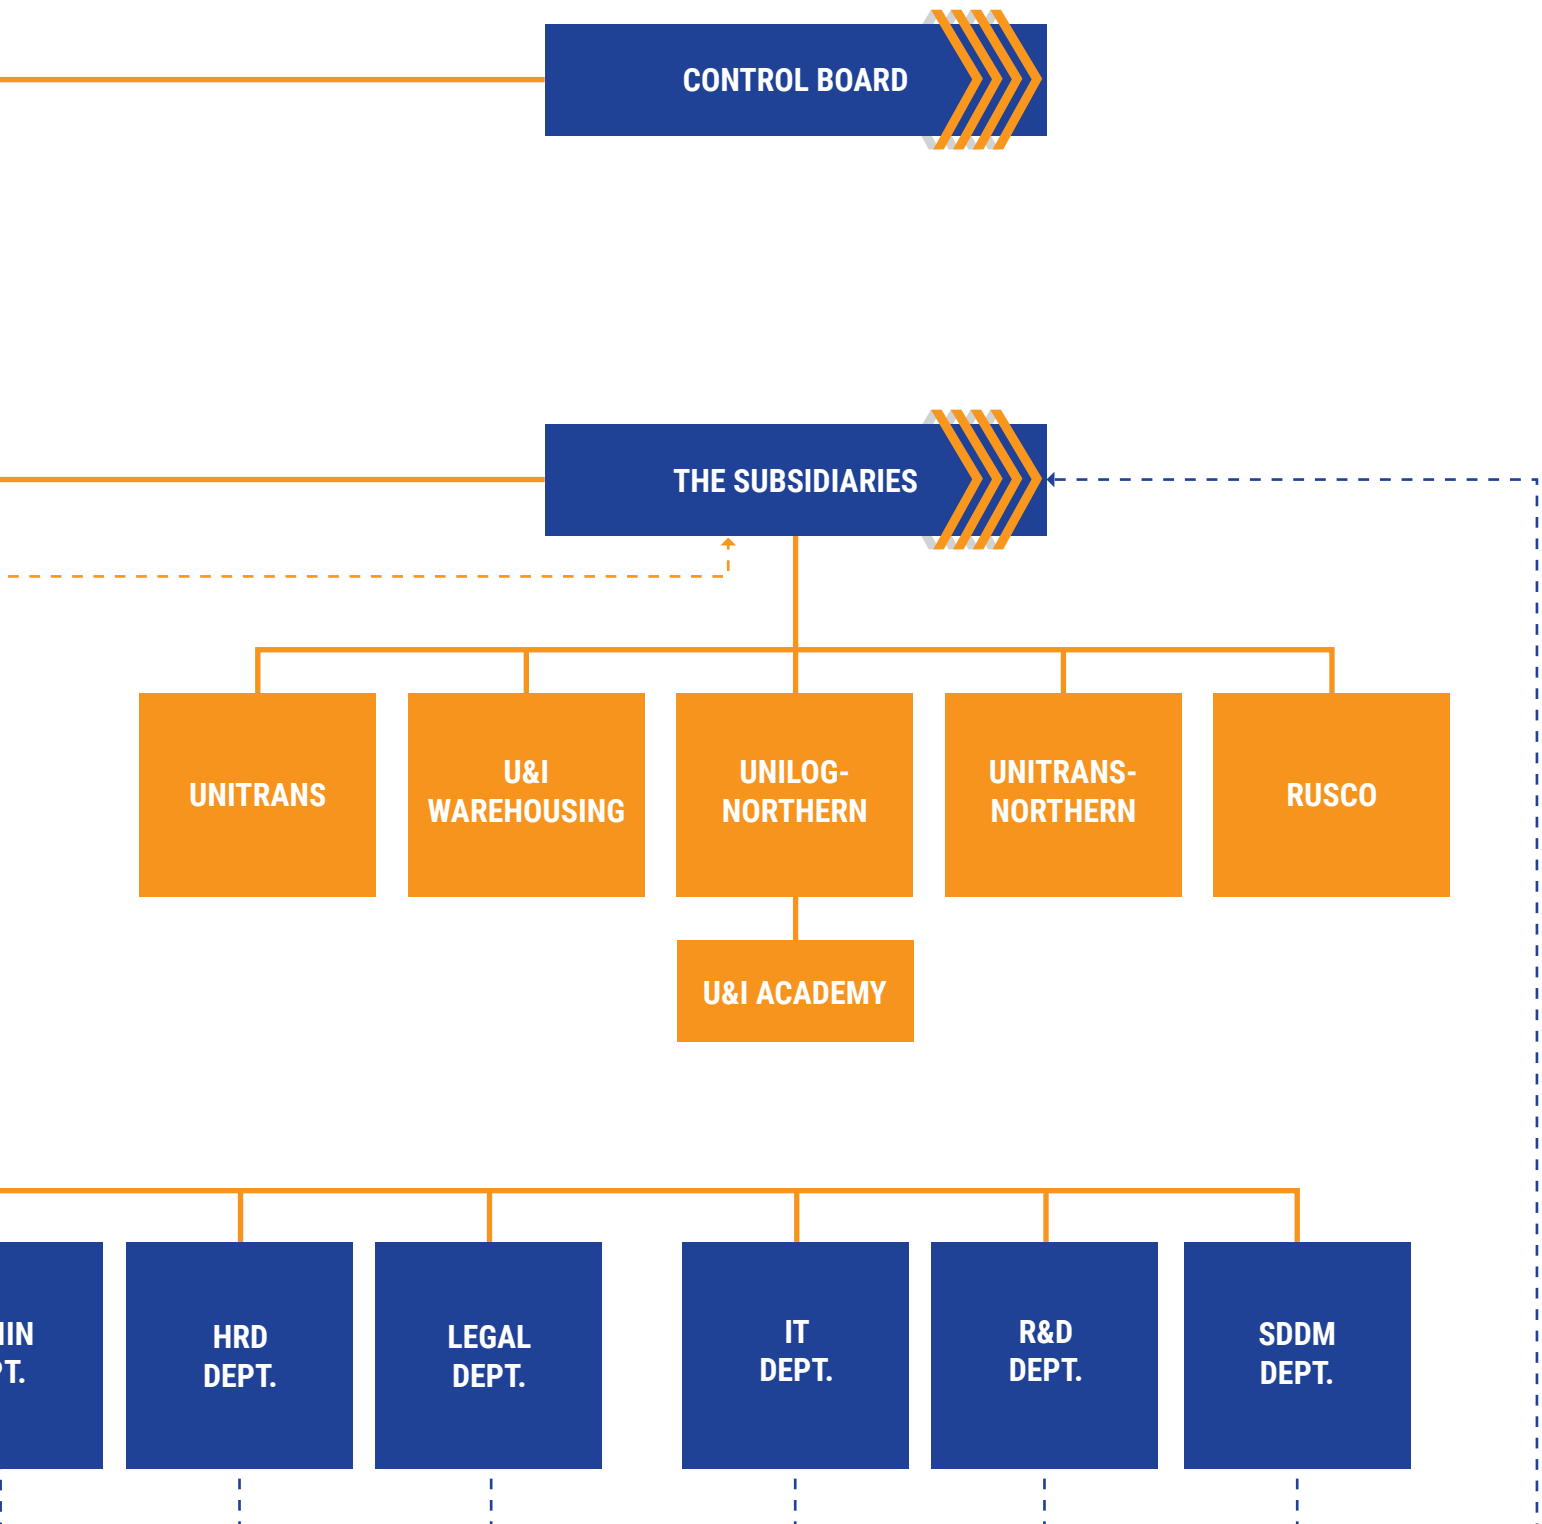 CONTROL BOARD
THE SUBSIDIARIES
UNITRANS
U&I
WAREHOUSING
UNILOG-
NORTHERN
UNITRANS-
NORTHERN
RUSCO
U&I ACADEMY
HRD
DEPT.
LEGAL
DEPT.
IT
DEPT.
R&D
DEPT.
SDDM
DEPT.